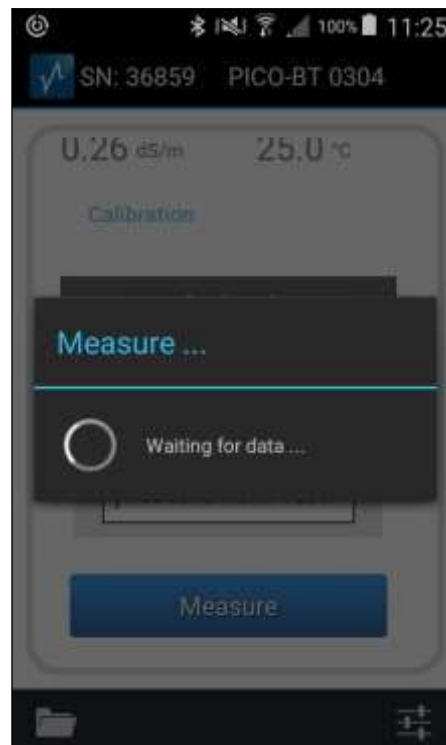 100% 11:25
SN: 36859 PICO-BT 0304
0.26 dS/m 25.0 °C
Calibration
Measure ...
Waiting for data ...
Measure